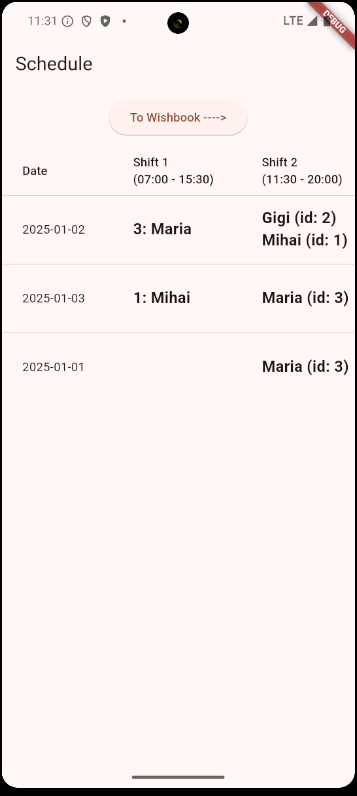 11:31
LTE
DEBUG
Schedule
To Wishbook ---->
Date
Shift 1
(07:00 - 15:30)
Shift 2
(11:30 - 20:00)
2025-01-02
3: Maria
Gigi (id: 2)
Mihai (id: 1)
2025-01-03
1: Mihai
Maria (id: 3)
2025-01-01
Maria (id: 3)